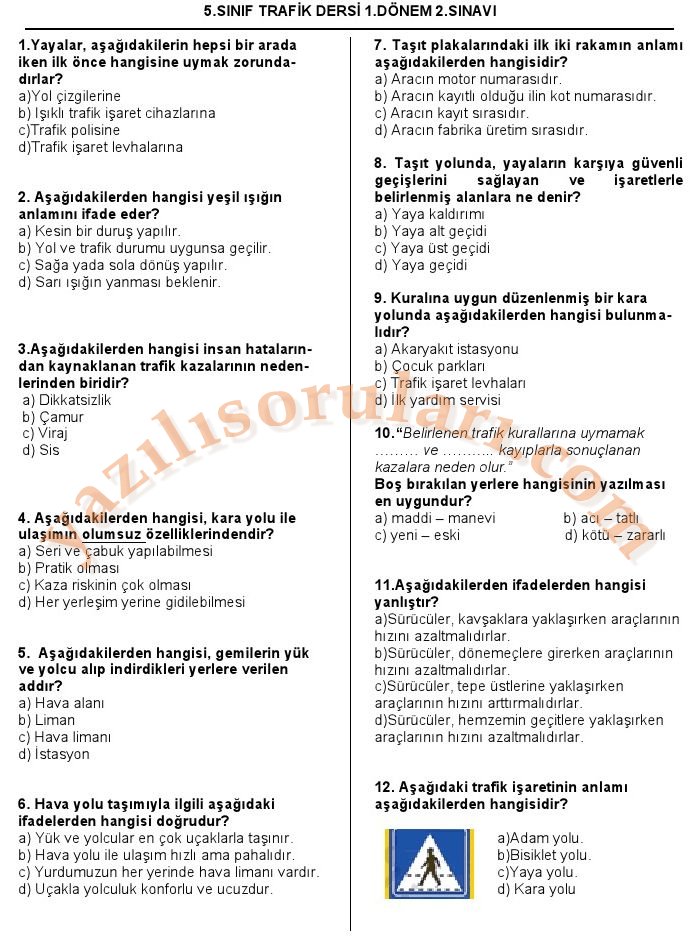 5.SINIF TRAFİK DERSİ 1.DÖNEM 2.SINAVI
1.Yayalar, aşağıdakilerin hepsi bir arada
iken ilk önce hangisine uymak zorunda-
dırlar?
a)Yol çizgilerine
b) Işıklı trafik işaret cihazlarına
c)Trafik polisine
d)Trafik işaret levhalarına
2. Aşağıdakilerden hangisi yeşil ışığın
anlamını ifade eder?
a) Kesin bir duruş yapılır.
b) Yol ve trafik durumu uygunsa geçilir.
c) Sağa yada sola dönüş yapılır.
d) Sarı ışığın yanması beklenir.
3.Aşağıdakilerden hangisi insan hataların-
dan kaynaklanan trafik kazalarının neden-
lerinden biridir?
a) Dikkatsizlik
b) Çamur
c) Viraj
d) Sis
4. Aşağıdakilerden hangisi, kara yolu ile
ulaşımın olumsuz özelliklerindendir?
a) Seri ve çabuk yapılabilmesi
b) Pratik olması
c) Kaza riskinin çok olması
d) Her yerleşim yerine gidilebilmesi
5. Aşağıdakilerden hangisi, gemilerin yük
ve yolcu alıp indirdikleri yerlere verilen
addır?
a) Hava alanı
b) Liman
c) Hava limanı
d) İstasyon
6. Hava yolu taşımıyla ilgili aşağıdaki
ifadelerden hangisi doğrudur?
a) Yük ve yolcular en çok uçaklarla taşınır.
b) Hava yolu ile ulaşım hızlı ama pahalıdır.
c) Yurdumuzun her yerinde hava limanı vardır.
d) Uçakla yolculuk konforlu ve ucuzdur.
7. Taşıt plakalarındaki ilk iki rakamın anlamı
aşağıdakilerden hangisidir?
a) Aracın motor numarasıdır.
b) Aracın kayıtlı olduğu ilin kot numarasıdır.
c) Aracın kayıt sırasıdır.
d) Aracın fabrika üretim sırasıdır.
8. Taşıt yolunda, yayaların karşıya güvenli
geçişlerini sağlayan ve işaretlerle
belirlenmiş alanlara ne denir?
a) Yaya kaldırımı
b) Yaya alt geçidi
c) Yaya üst geçidi
d) Yaya geçidi
9. Kuralına uygun düzenlenmiş bir kara
yolunda aşağıdakilerden hangisi bulunma-
lıdır?
a) Akaryakıt istasyonu
b) Çocuk parkları
c) Trafik işaret levhaları
d) İlk yardım servisi
10.“Belirlenen trafik kurallarına uymamak
……… ve ……….. kayıplarla sonuçlanan
kazalara neden olur.”
Boş bırakılan yerlere hangisinin yazılması
en uygundur?
a) maddi – manevi b) acı – tatlı
c) yeni – eski d) kötü – zararlı
11.Aşağıdakilerden ifadelerden hangisi
yanlıştır?
a)Sürücüler, kavşaklara yaklaşırken araçlarının
hızını azaltmalıdırlar.
b)Sürücüler, dönemeçlere girerken araçlarının
hızını azaltmalıdırlar.
c)Sürücüler, tepe üstlerine yaklaşırken
araçlarının hızını arttırmalıdırlar.
d)Sürücüler, hemzemin geçitlere yaklaşırken
araçlarının hızını azaltmalıdırlar.
12. Aşağıdaki trafik işaretinin anlamı
aşağıdakilerden hangisidir?
a)Adam yolu.
b)Bisiklet yolu.
c)Yaya yolu.
d) Kara yolu
yazılısoruları.com